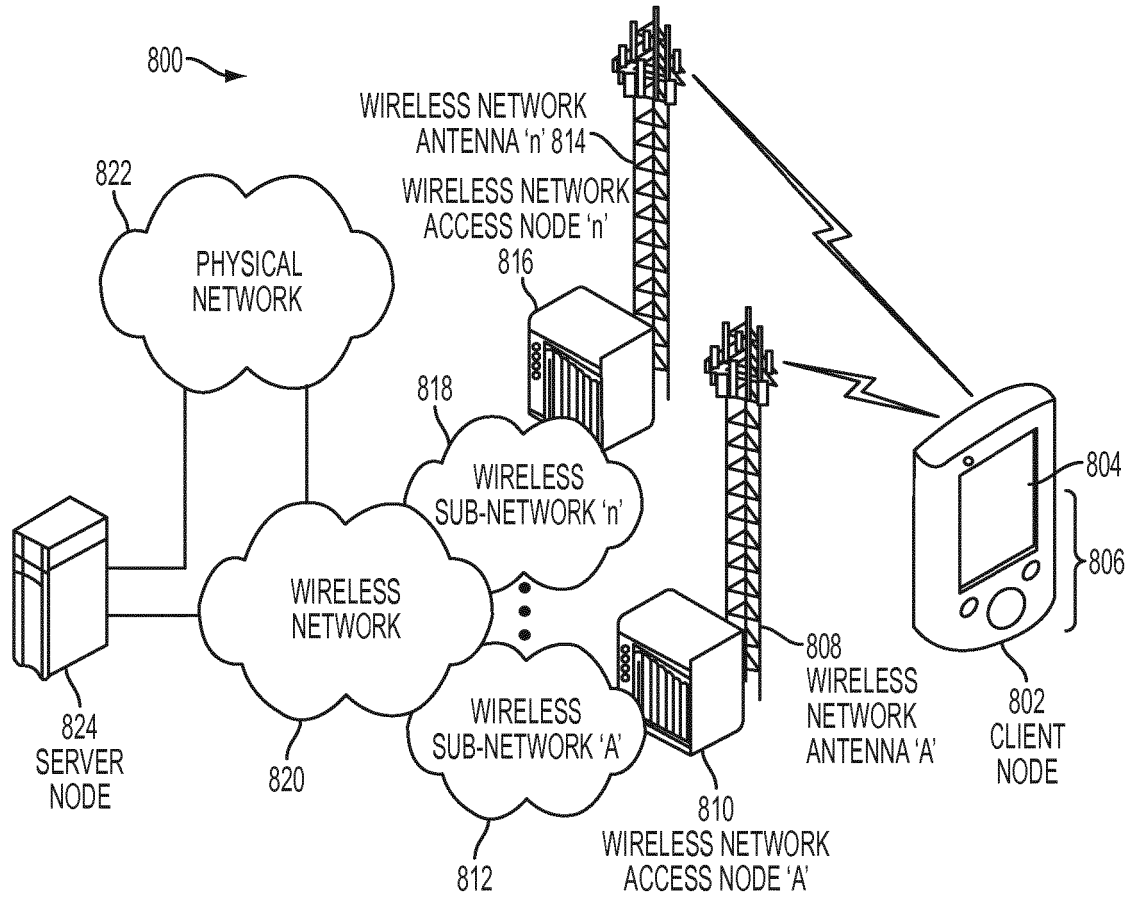 800
WIRELESS NETWORK
ANTENNA ‘n’ 814
822
WIRELESS NETWORK
ACCESS NODE ‘n’
816
PHYSICAL
NETWORK
818
WIRELESS
SUB-NETWORK ‘n’
804
806
WIRELESS
NETWORK
808
WIRELESS
NETWORK
ANTENNA ‘A’
802
CLIENT
NODE
824
SERVER
NODE
820
WIRELESS
SUB-NETWORK ‘A’
812
810
WIRELESS NETWORK
ACCESS NODE ‘A’